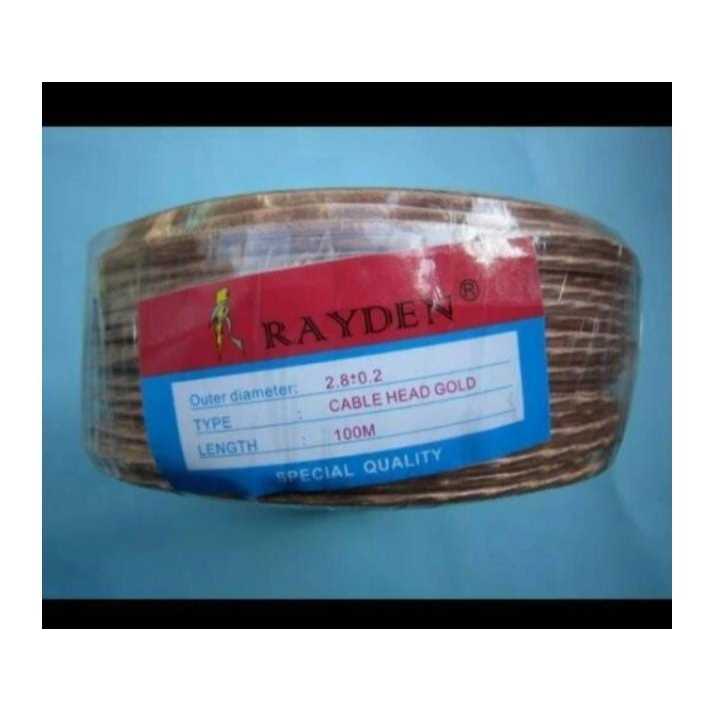 RAYDEN ®
Outer diameter: 2.8±0.2
TYPE : CABLE HEAD GOLD
LENGTH : 100M
SPECIAL QUALITY